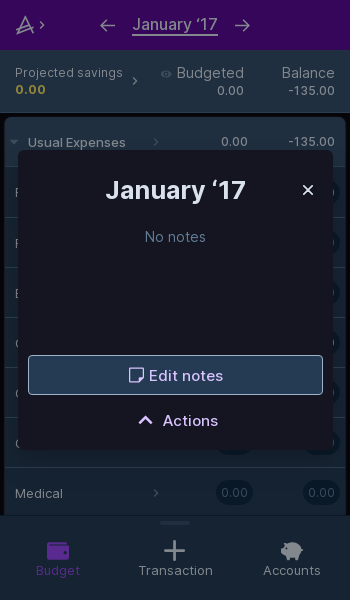 January ‘17
Projected savings
0.00
Budgeted
0.00
Balance
-135.00
Usual Expenses
0.00
-135.00
January ‘17
No notes
Edit notes
Actions
Medical
0.00
0.00
Budget
Transaction
Accounts